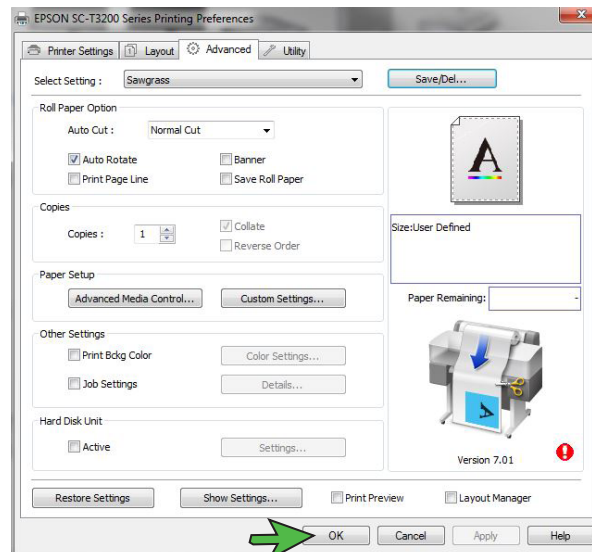 EPSON SC-T3200 Series Printing Preferences
Printer Settings Layout Advanced Utility
Select Setting : Sawgrass Save/Del...
Roll Paper Option
Auto Cut : Normal Cut
Auto Rotate Banner
Print Page Line Save Roll Paper
A
Copies
Copies : 1 Collate
Reverse Order
Size:User Defined
Paper Setup
Advanced Media Control... Custom Settings...
Paper Remaining: -
Other Settings
Print Bckg Color Color Settings...
Job Settings Details...
A
Hard Disk Unit
Active Settings...
Version 7.01
Restore Settings Show Settings... Print Preview Layout Manager
OK Cancel Apply Help